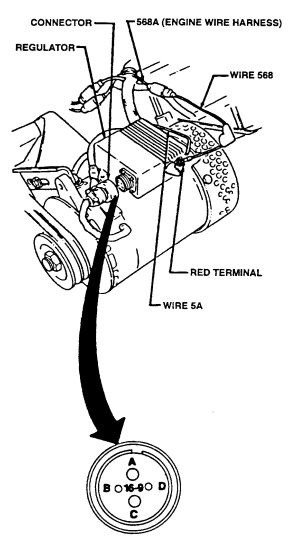 CONNECTOR
568A (ENGINE WIRE HARNESS)
REGULATOR
WIRE 568
RED TERMINAL
WIRE 5A
A
B 16-9 D
C